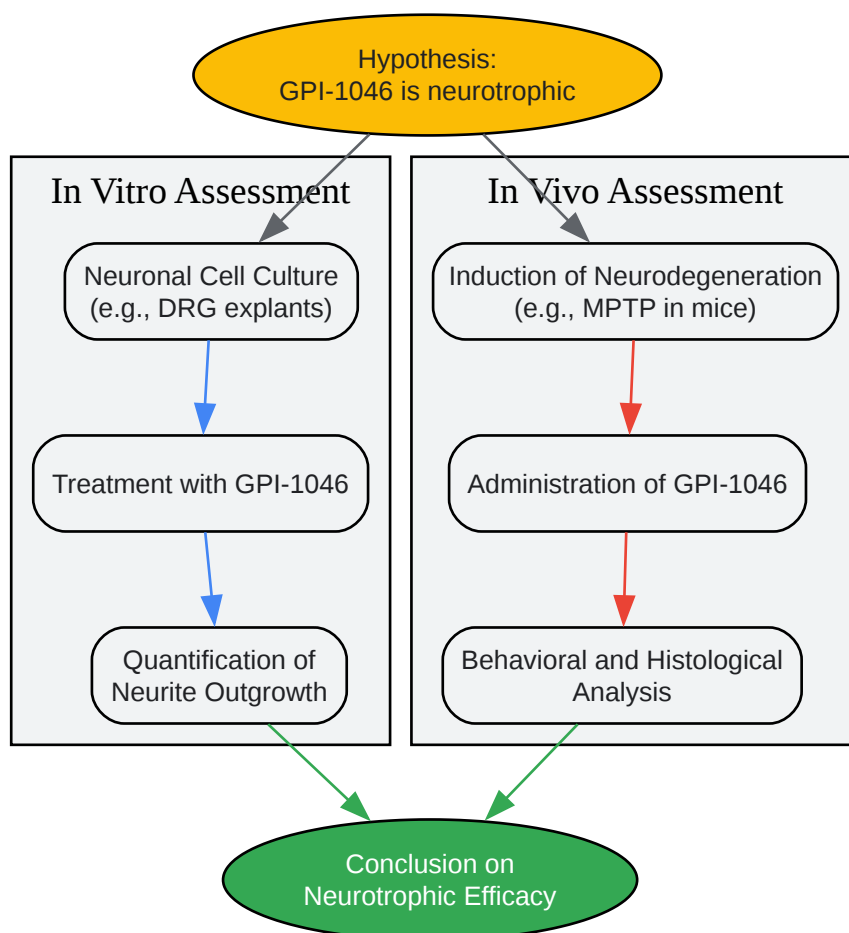 Hypothesis:
GPI-1046 is neurotrophic
In Vitro Assessment
Neuronal Cell Culture
(e.g., DRG explants)
Treatment with GPI-1046
Quantification of
Neurite Outgrowth
In Vivo Assessment
Induction of Neurodegeneration
(e.g., MPTP in mice)
Administration of GPI-1046
Behavioral and Histological
Analysis
Conclusion on
Neurotrophic Efficacy